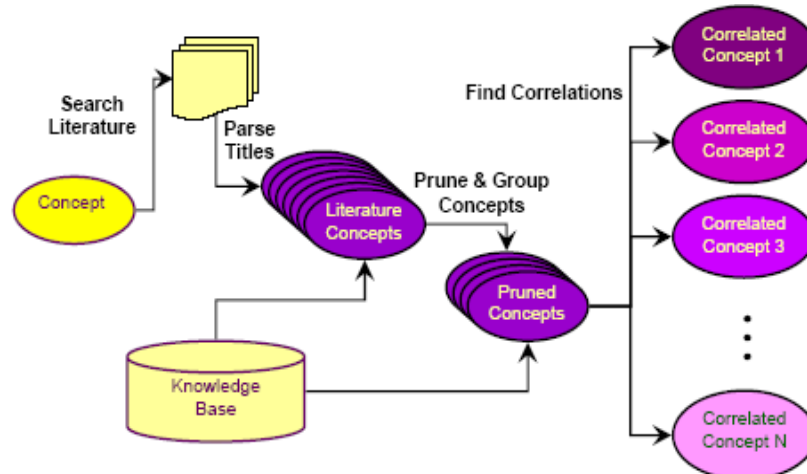 Search
Literature
Concept
Parse
Titles
Literature
Concepts
Prune & Group
Concepts
Pruned
Concepts
Knowledge
Base
Find Correlations
Correlated
Concept 1
Correlated
Concept 2
Correlated
Concept 3
Correlated
Concept N